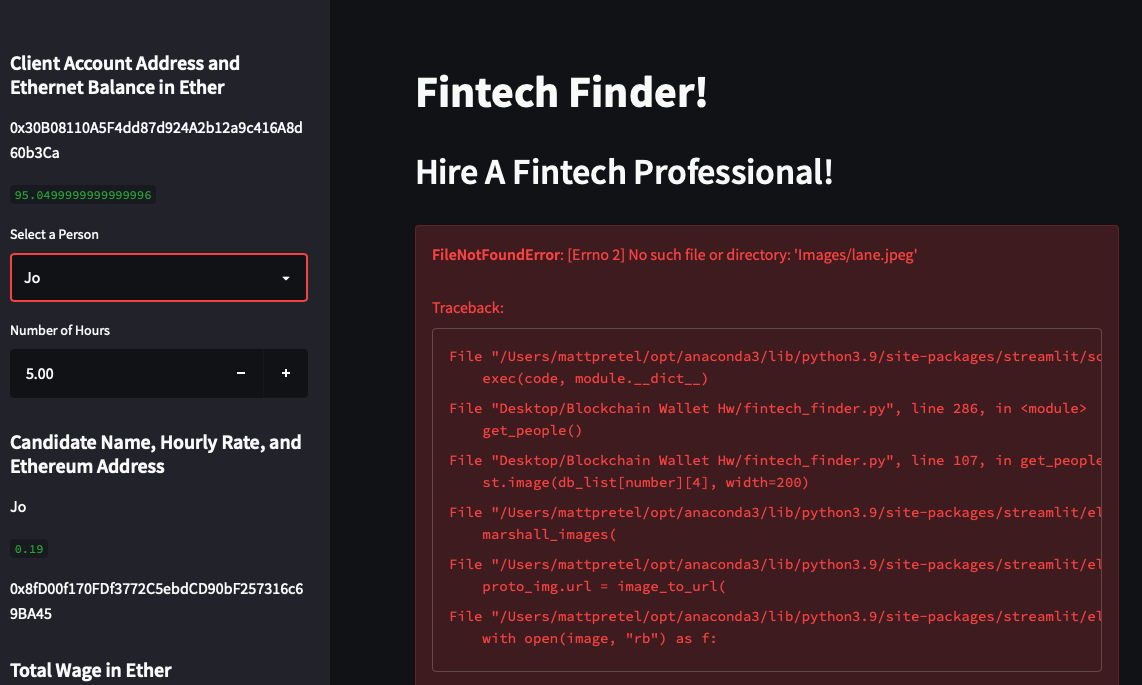 Client Account Address and
Ethernet Balance in Ether
0x30B08110A5F4dd87d924A2b12a9c416A8d
60b3Ca
95.0499999999999996
Select a Person
Jo
Number of Hours
5.00
Candidate Name, Hourly Rate, and
Ethereum Address
Jo
0.19
0x8fD00f170FDf3772C5ebdCD90bF257316c6
9BA45
Total Wage in Ether
Fintech Finder!
Hire A Fintech Professional!
FileNotFoundError: [Errno 2] No such file or directory: 'Images/lane.jpeg'
Traceback:
File "/Users/mattpretel/opt/anaconda3/lib/python3.9/site-packages/streamlit/sc
exec(code, module.__dict__)
File "Desktop/Blockchain Wallet Hw/fintech_finder.py", line 286, in <module>
get_people()
File "Desktop/Blockchain Wallet Hw/fintech_finder.py", line 107, in get_people
st.image(db_list[number][4], width=200)
File "/Users/mattpretel/opt/anaconda3/lib/python3.9/site-packages/streamlit/el
marshall_images(
File "/Users/mattpretel/opt/anaconda3/lib/python3.9/site-packages/streamlit/el
proto_img.url = image_to_url(
File "/Users/mattpretel/opt/anaconda3/lib/python3.9/site-packages/streamlit/el
with open(image, "rb") as f: